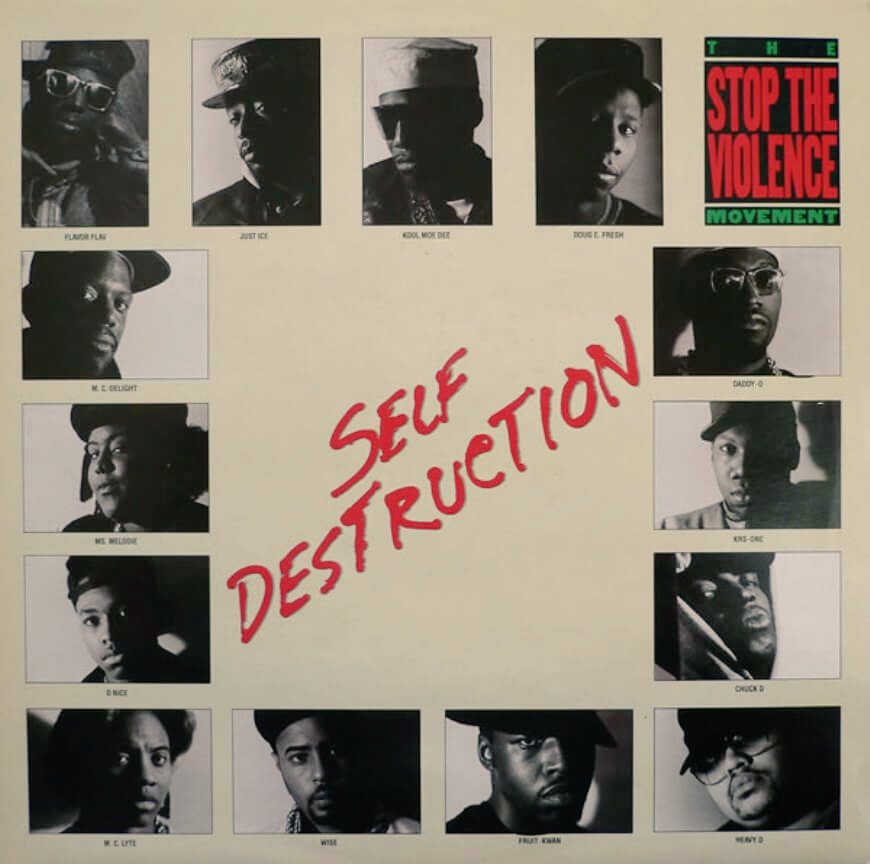 THE
STOP THE
VIOLENCE
MOVEMENT
FLAVOR FLAV
JUST ICE
KOOL MOE DEE
DOUG E. FRESH
M. C. DELIGHT
DADDY-O
SELF
DESTRUCTION
MS. MELODIE
KRS-ONE
D NICE
CHUCK D
M. C. LYTE
WISE
FRUIT-KWAN
HEAVY D